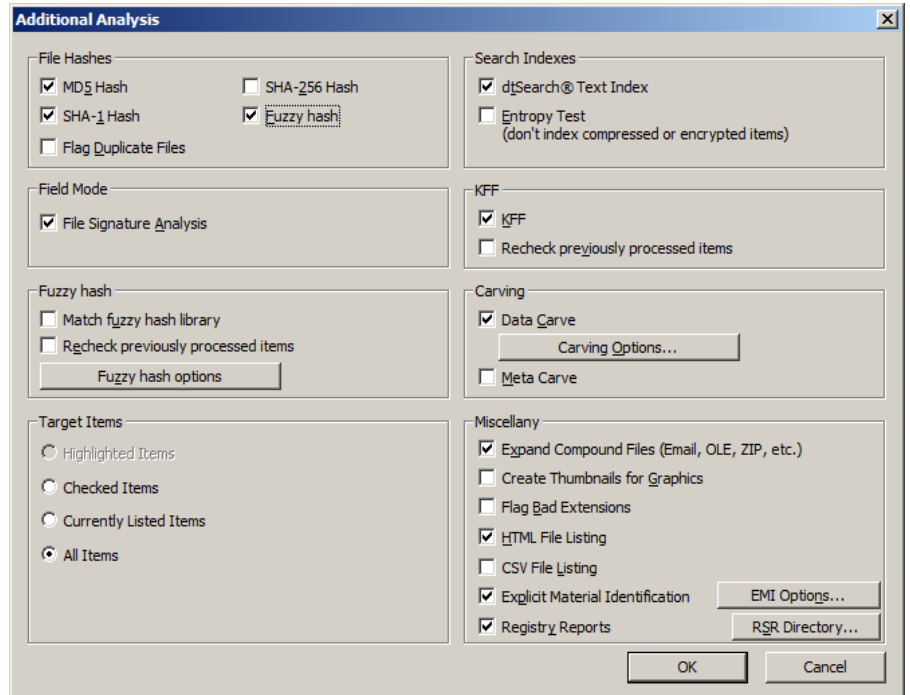 Additional Analysis
File Hashes
MD5 Hash
SHA-256 Hash
SHA-1 Hash
Fuzzy hash
Flag Duplicate Files
Search Indexes
dtSearch® Text Index
Entropy Test
(don't index compressed or encrypted items)
Field Mode
File Signature Analysis
KFF
KFF
Recheck previously processed items
Fuzzy hash
Match fuzzy hash library
Recheck previously processed items
Fuzzy hash options
Carving
Data Carve
Carving Options...
Meta Carve
Target Items
Highlighted Items
Checked Items
Currently Listed Items
All Items
Miscellany
Expand Compound Files (Email, OLE, ZIP, etc.)
Create Thumbnails for Graphics
Flag Bad Extensions
HTML File Listing
CSV File Listing
Explicit Material Identification
EMI Options...
Registry Reports
RSR Directory...
OK
Cancel